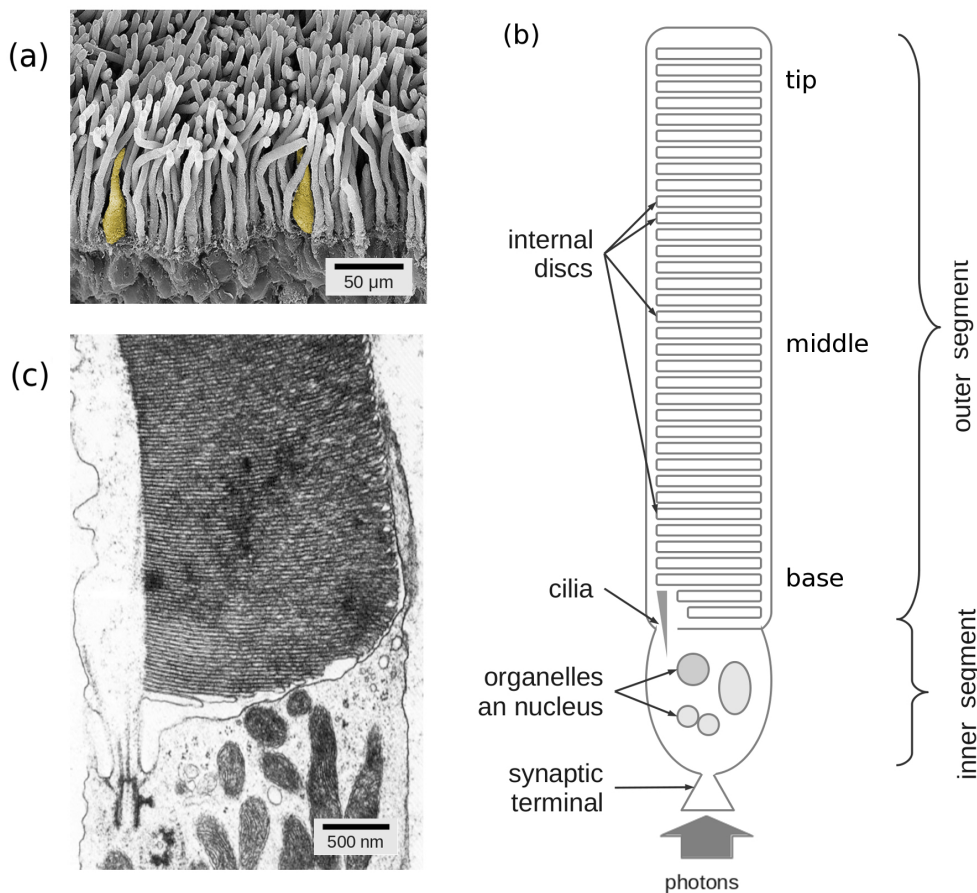 (a)
50 µm
(b)
tip
internal
discs
middle
outer segment
base
cilia
organelles
an nucleus
inner segment
synaptic
terminal
photons
(c)
500 nm